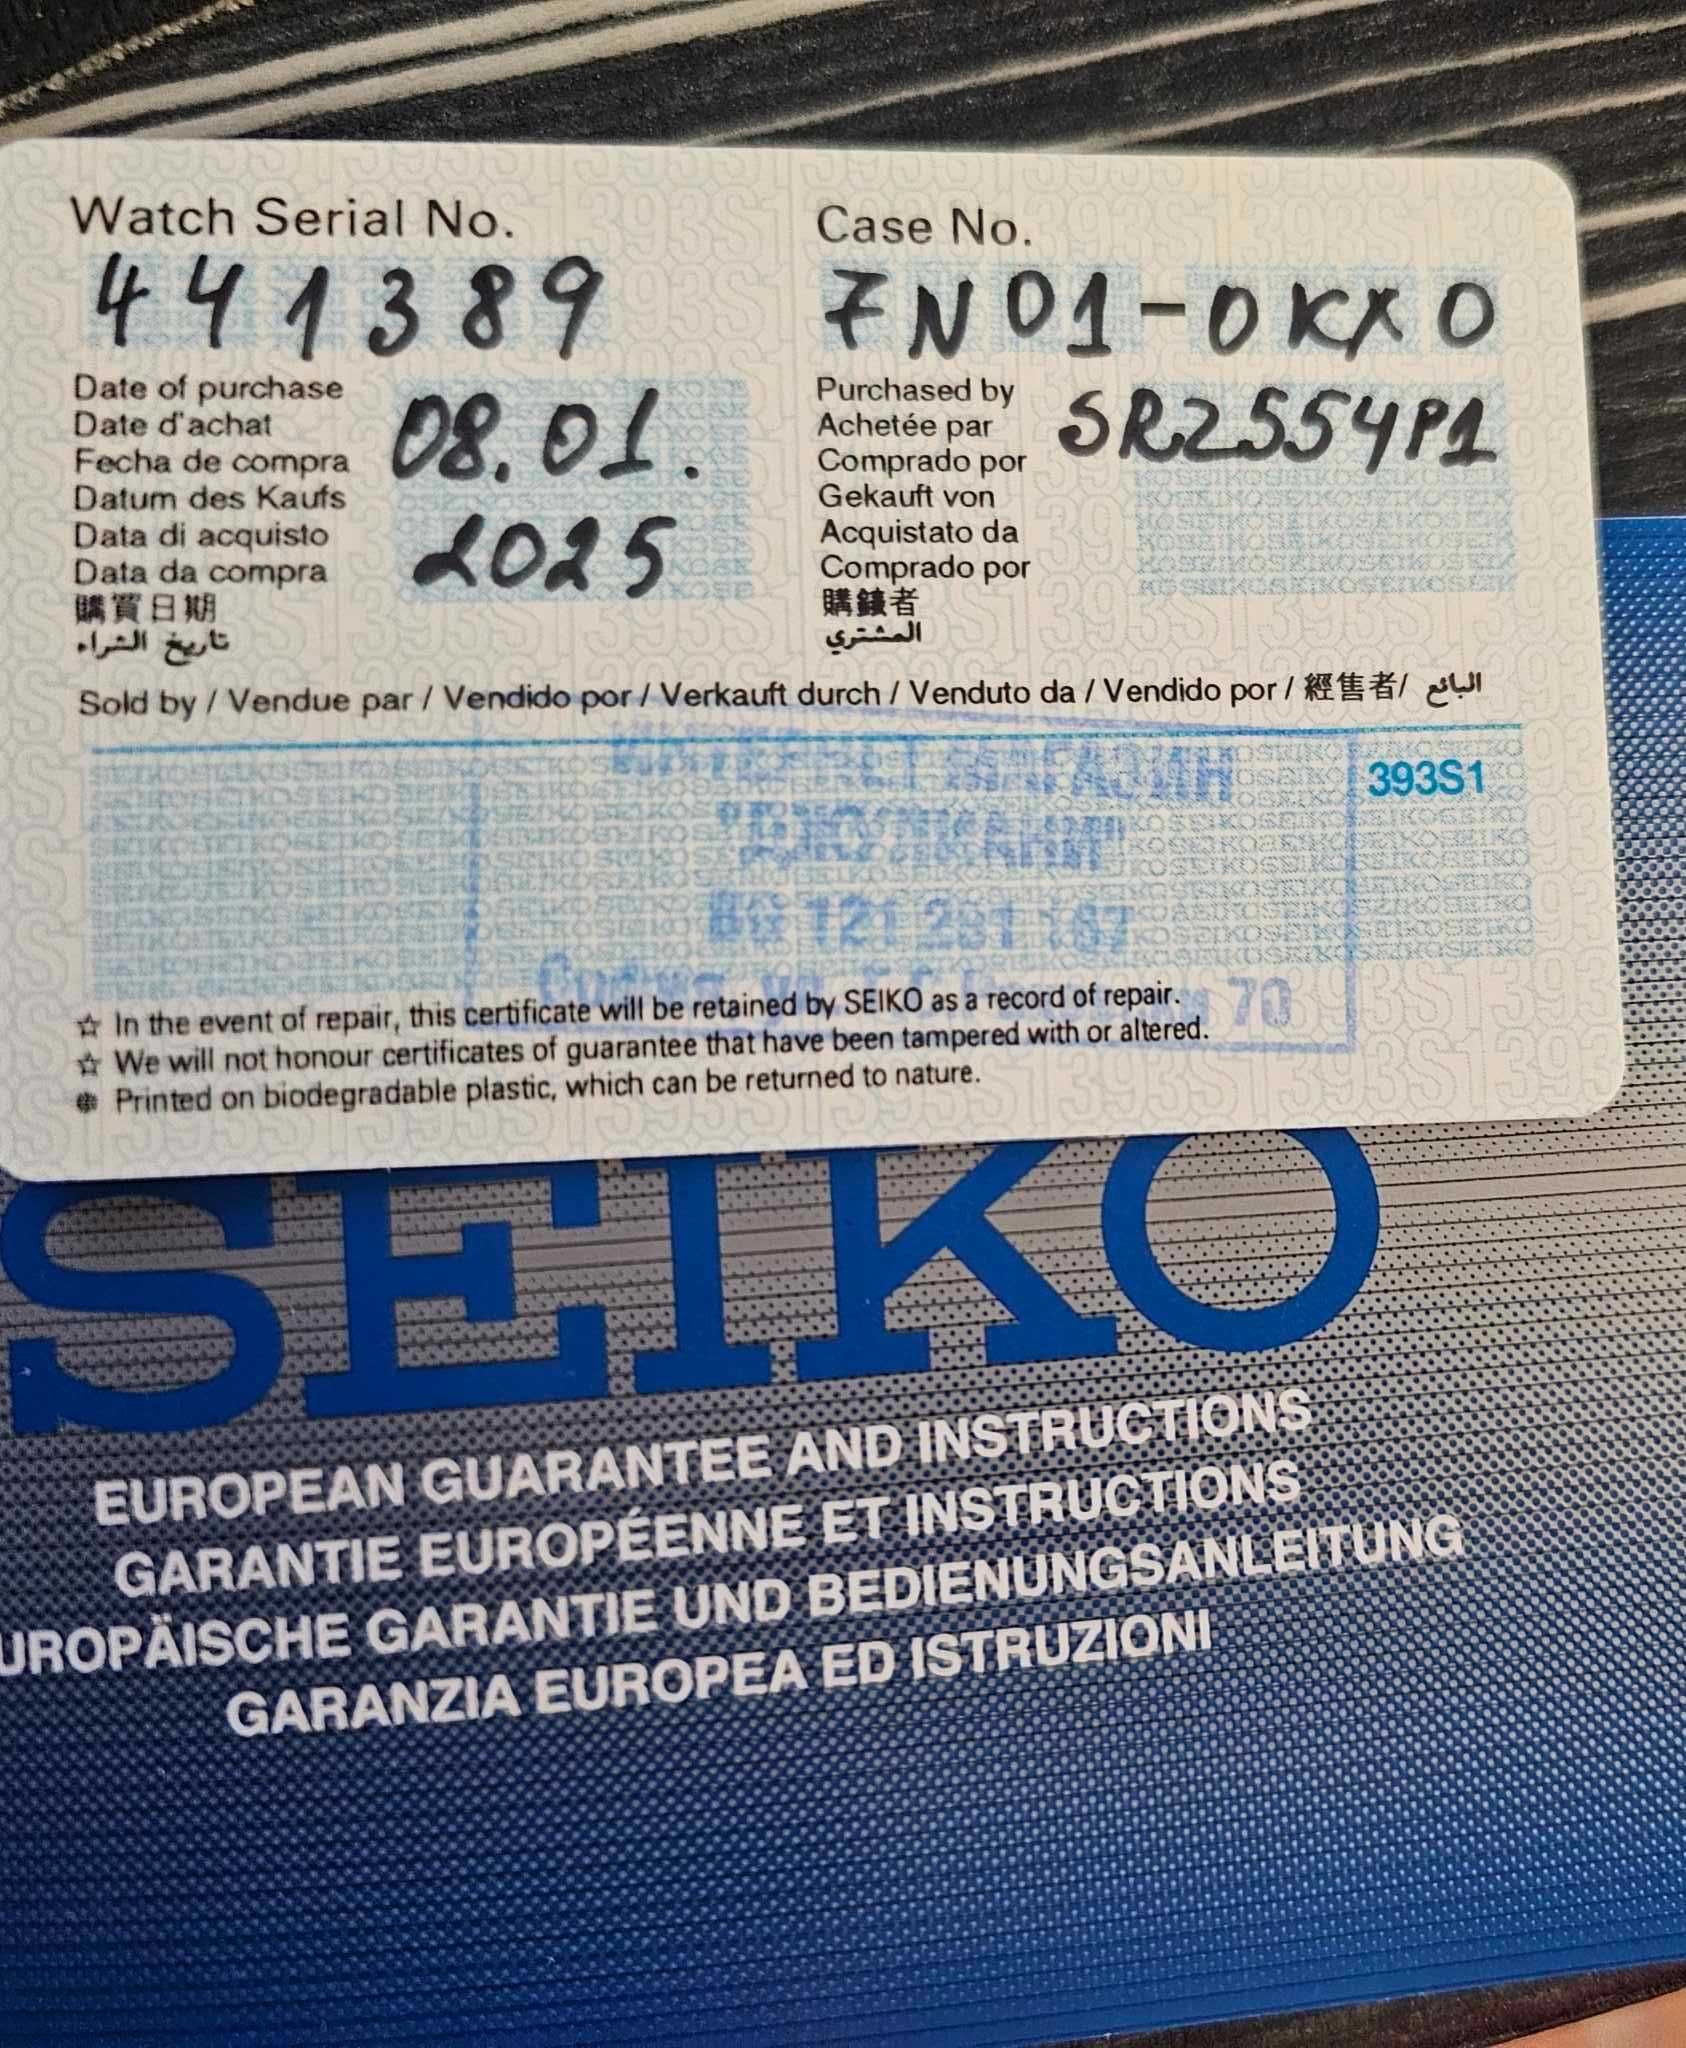 Watch Serial No.
441389
Case No.
7N01-0KX0
Date of purchase
Date d'achat
Fecha de compra
Datum des Kaufs
Data di acquisto
Data da compra
購買日期
تاريخ الشراء
08.01.
2025
Purchased by
Achetée par
Comprado por
Gekauft von
Acquistato da
Comprado por
購錶者
المشتري
SR2554P1
Sold by / Vendue par / Vendido por / Verkauft durch / Venduto da / Vendido por / 經售者/ البائع
393S1
ИНТЕРНЕТ МАГАЗИН
121 281 187
70
☆ In the event of repair, this certificate will be retained by SEIKO as a record of repair.
☆ We will not honour certificates of guarantee that have been tampered with or altered.
Printed on biodegradable plastic, which can be returned to nature.
SEIKO
EUROPEAN GUARANTEE AND INSTRUCTIONS
GARANTIE EUROPÉENNE ET INSTRUCTIONS
UROPÄISCHE GARANTIE UND BEDIENUNGSANLEITUNG
GARANZIA EUROPEA ED ISTRUZIONI